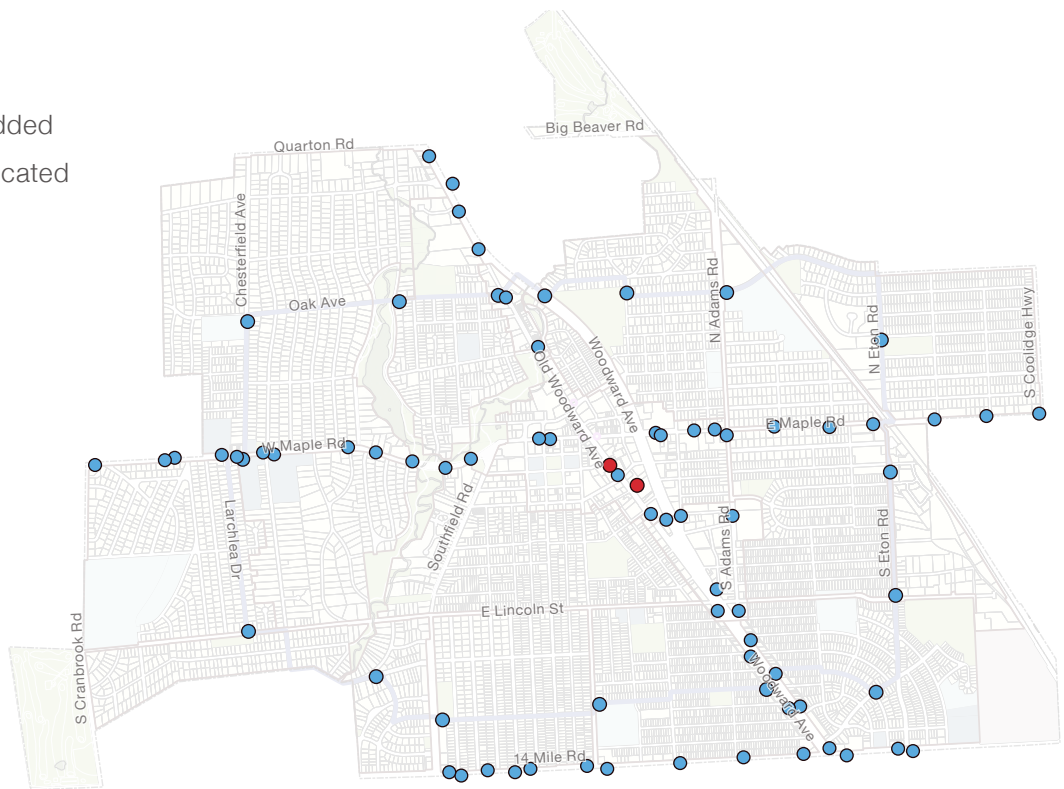 dded
cated
Big Beaver Rd
Quarton Rd
Chesterfield Ave
Oak Ave
N Adams Rd
N Eton Rd
S Coolidge Hwy
Woodward Ave
Old Woodward Ave
E Maple Rd
W Maple Rd
Larchlea Dr
Southfield Rd
S Adams Rd
S Eton Rd
E Lincoln St
S Cranbrook Rd
Woodward Ave
14 Mile Rd